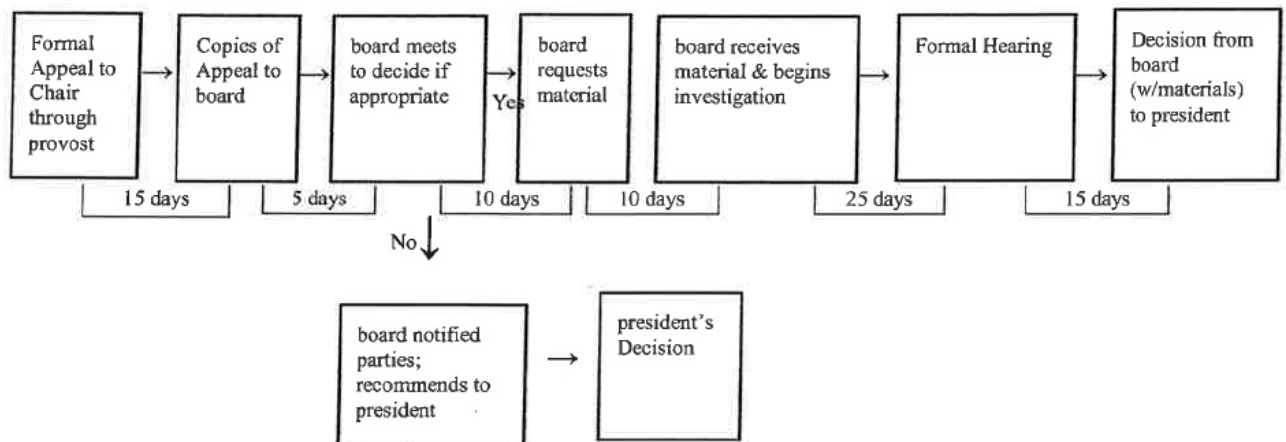 Formal
Appeal to
Chair
through
provost
Copies of
Appeal to
board
board meets
to decide if
appropriate
Yes
board
requests
material
board receives
material & begins
investigation
Formal Hearing
Decision from
board
(w/materials)
to president
15 days
5 days
10 days
10 days
25 days
15 days
No
board notified
parties;
recommends to
president
president's
Decision